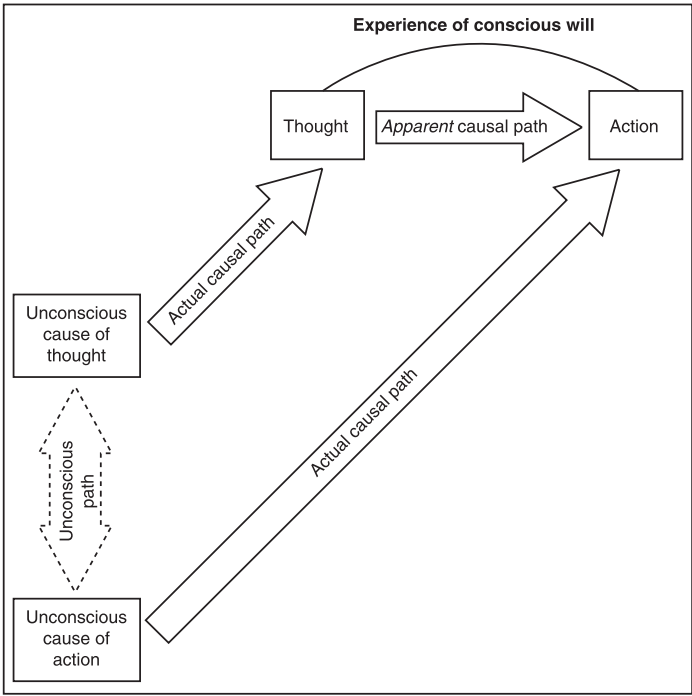 Experience of conscious will
Thought
Apparent causal path
Action
Actual causal path
Unconscious
cause of
thought
Actual causal path
Unconscious
path
Unconscious
cause of
action